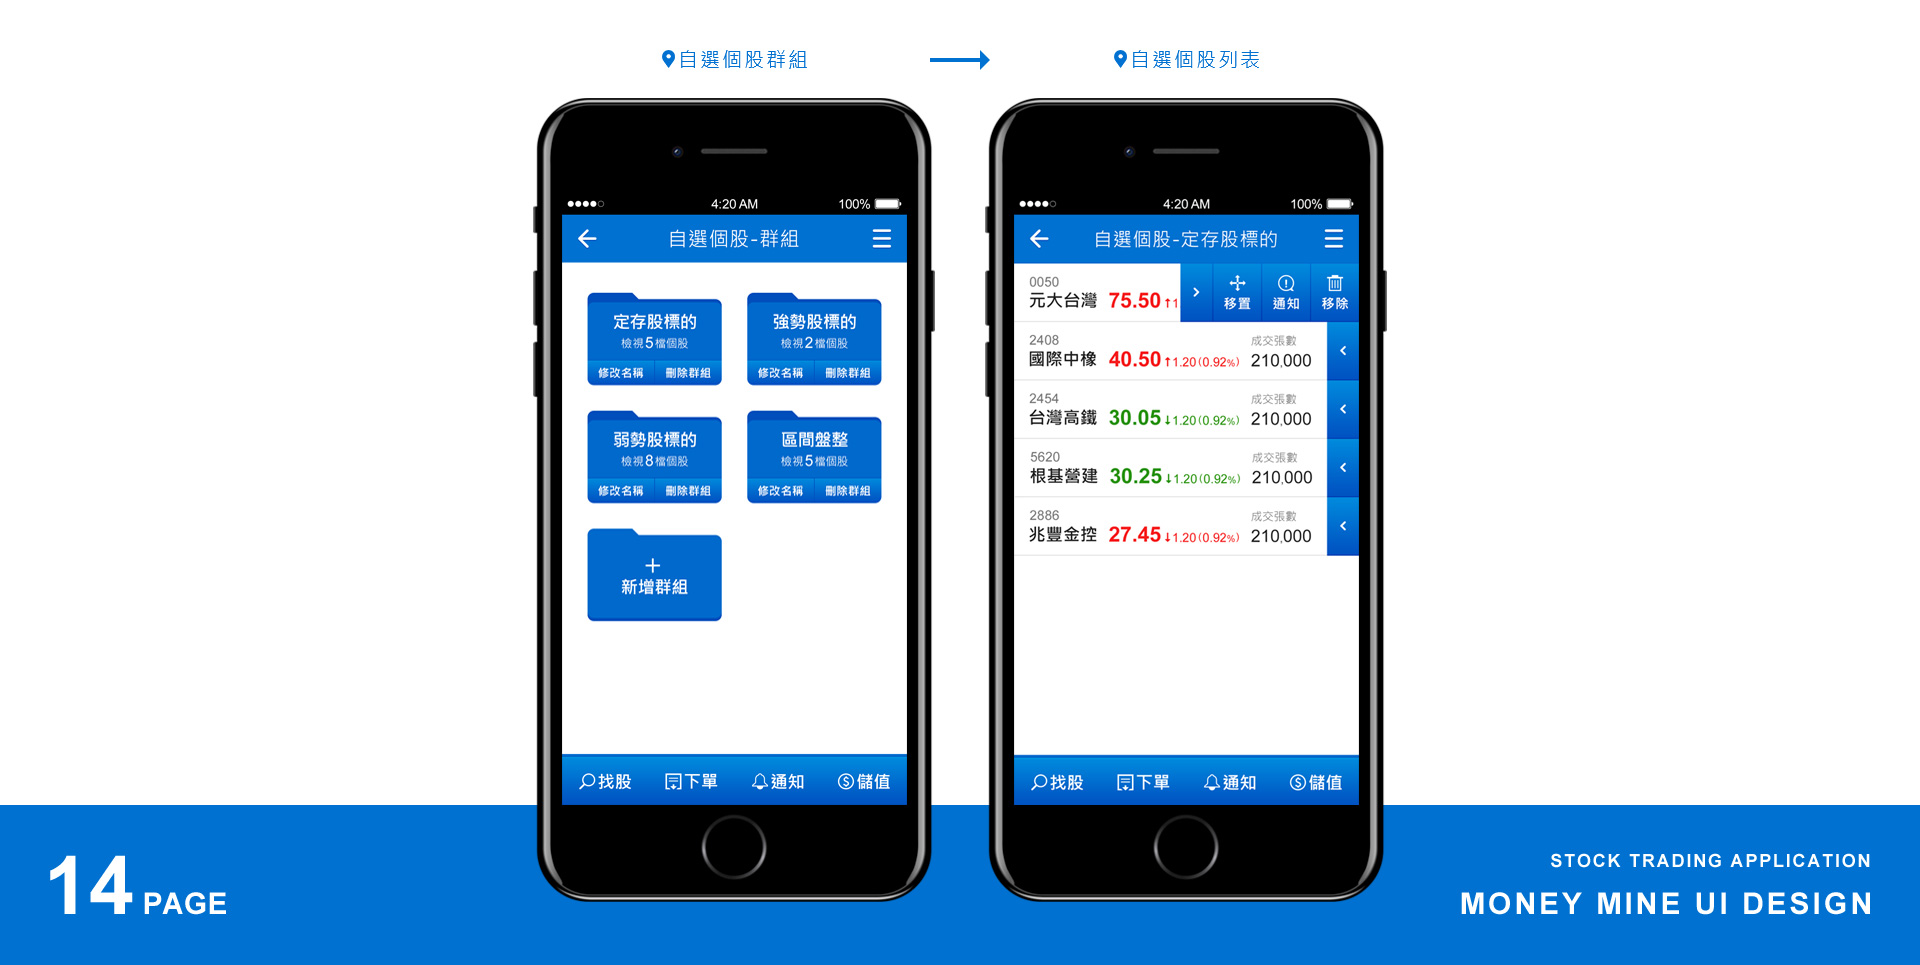 自選個股群組
自選個股列表
4:20 AM 100%
自選個股-群組
定存股標的
檢視5檔個股
修改名稱 刪除群組
強勢股標的
檢視2檔個股
修改名稱 刪除群組
弱勢股標的
檢視8檔個股
修改名稱 刪除群組
區間盤整
檢視5檔個股
修改名稱 刪除群組
+
新增群組
找股 下單 通知 儲值
4:20 AM 100%
自選個股-定存股標的
0050
元大台灣 75.50 ↑1
移置 通知 移除
2408 成交張數
國際中橡 40.50 ↑1.20(0.92%) 210,000
2454 成交張數
台灣高鐵 30.05 ↓1.20(0.92%) 210,000
5620 成交張數
根基營建 30.25 ↓1.20(0.92%) 210,000
2886 成交張數
兆豐金控 27.45 ↓1.20(0.92%) 210,000
找股 下單 通知 儲值
14 PAGE
STOCK TRADING APPLICATION
MONEY MINE UI DESIGN